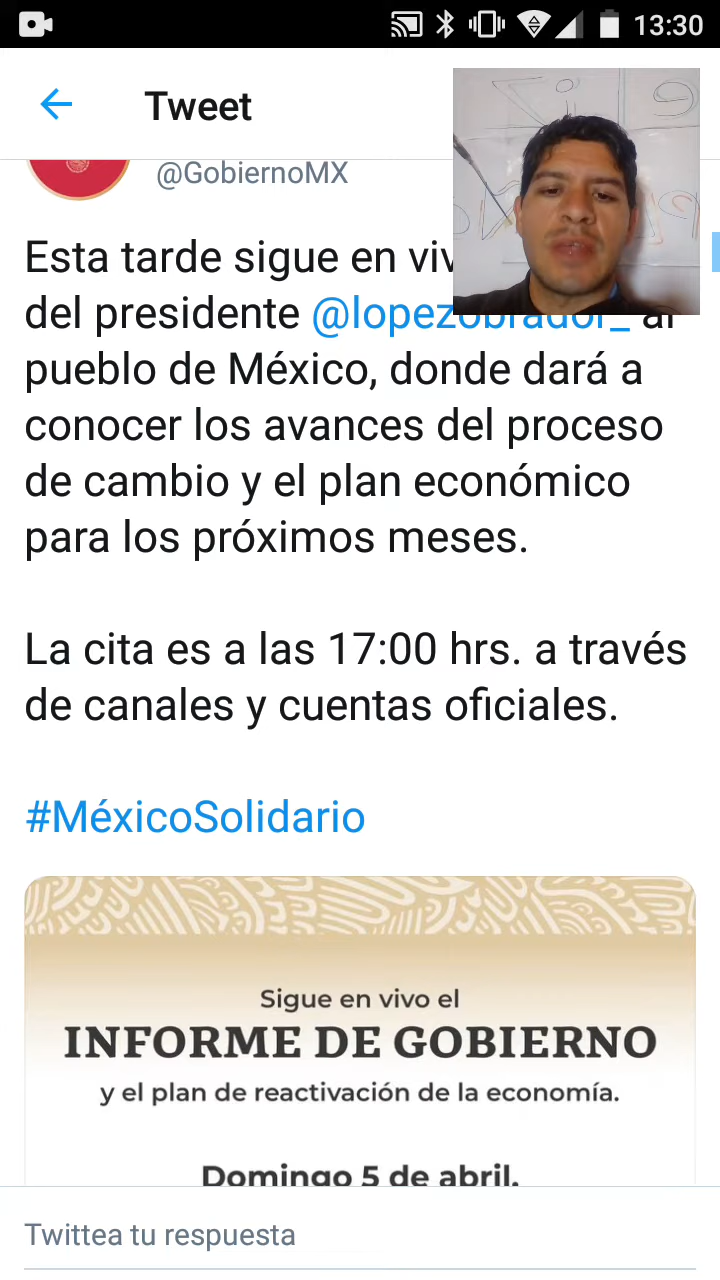 13:30
Tweet
@GobiernoMX
Esta tarde sigue en viv
del presidente @lopezobrador_ al
pueblo de México, donde dará a
conocer los avances del proceso
de cambio y el plan económico
para los próximos meses.
La cita es a las 17:00 hrs. a través
de canales y cuentas oficiales.
#MéxicoSolidario
Sigue en vivo el
INFORME DE GOBIERNO
y el plan de reactivación de la economía.
Domingo 5 de abril.
Twittea tu respuesta